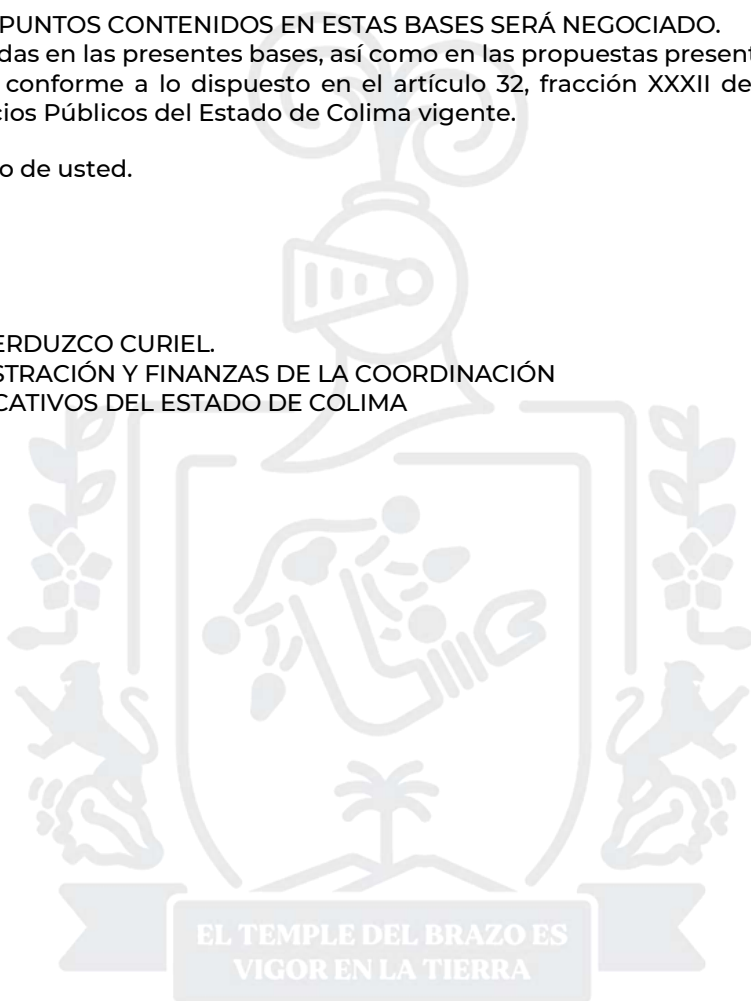 PUNTOS CONTENIDOS EN ESTAS BASES SERÁ NEGOCIADO.
das en las presentes bases, así como en las propuestas present
conforme a lo dispuesto en el artículo 32, fracción XXXII de
cios Públicos del Estado de Colima vigente.
o de usted.
ERDUZCO CURIEL.
STRACIÓN Y FINANZAS DE LA COORDINACIÓN
CATIVOS DEL ESTADO DE COLIMA
EL TEMPLE DEL BRAZO ES
VIGOR EN LA TIERRA